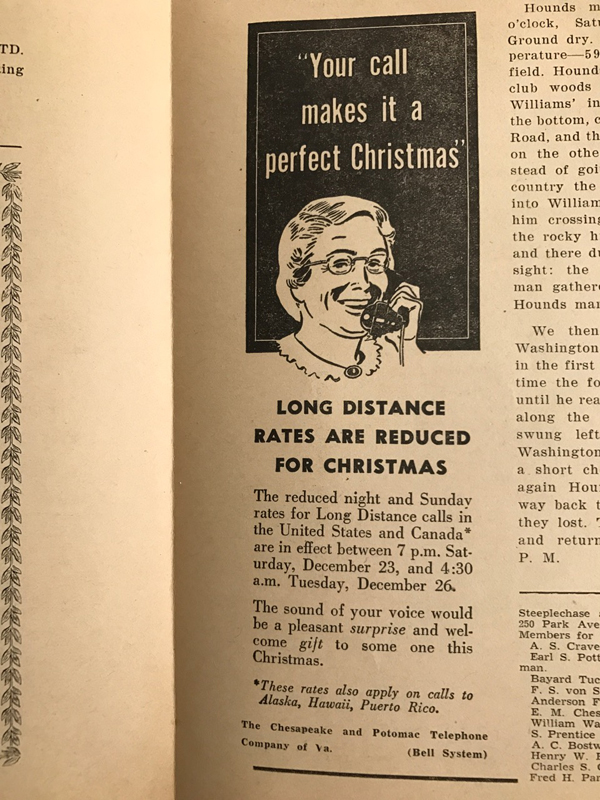 TD.
ing
"Your call
makes it a
perfect Christmas"
LONG DISTANCE
RATES ARE REDUCED
FOR CHRISTMAS
The reduced night and Sunday
rates for Long Distance calls in
the United States and Canada*
are in effect between 7 p.m. Sat-
urday, December 23, and 4:30
a.m. Tuesday, December 26.
The sound of your voice would
be a pleasant surprise and wel-
come gift to some one this
Christmas.
*These rates also apply on calls to
Alaska, Hawaii, Puerto Rico.
The Chesapeake and Potomac Telephone
Company of Va. (Bell System)
Hounds m
o'clock, Satu
Ground dry.
perature—59
field. Hound
club woods
Williams' in
the bottom, c
Road, and th
on the othe
stead of goi
country the
into William
him crossing
the rocky h
and there du
sight: the
man gathere
Hounds mar
We then
Washington
in the first
time the fo
until he rea
along the
swung left
Washington
a short ch
again Hou
way back t
they lost. T
and return
P. M.
Steeplechase
250 Park Ave
Members for
A. S. Crave
Earl S. Pott
man.
Bayard Tuc
F. S. von S
Anderson F
E. M. Ches
William Wa
S. Prentice
A. C. Bostw
Henry W. F
Charles S. C
Fred H. Par